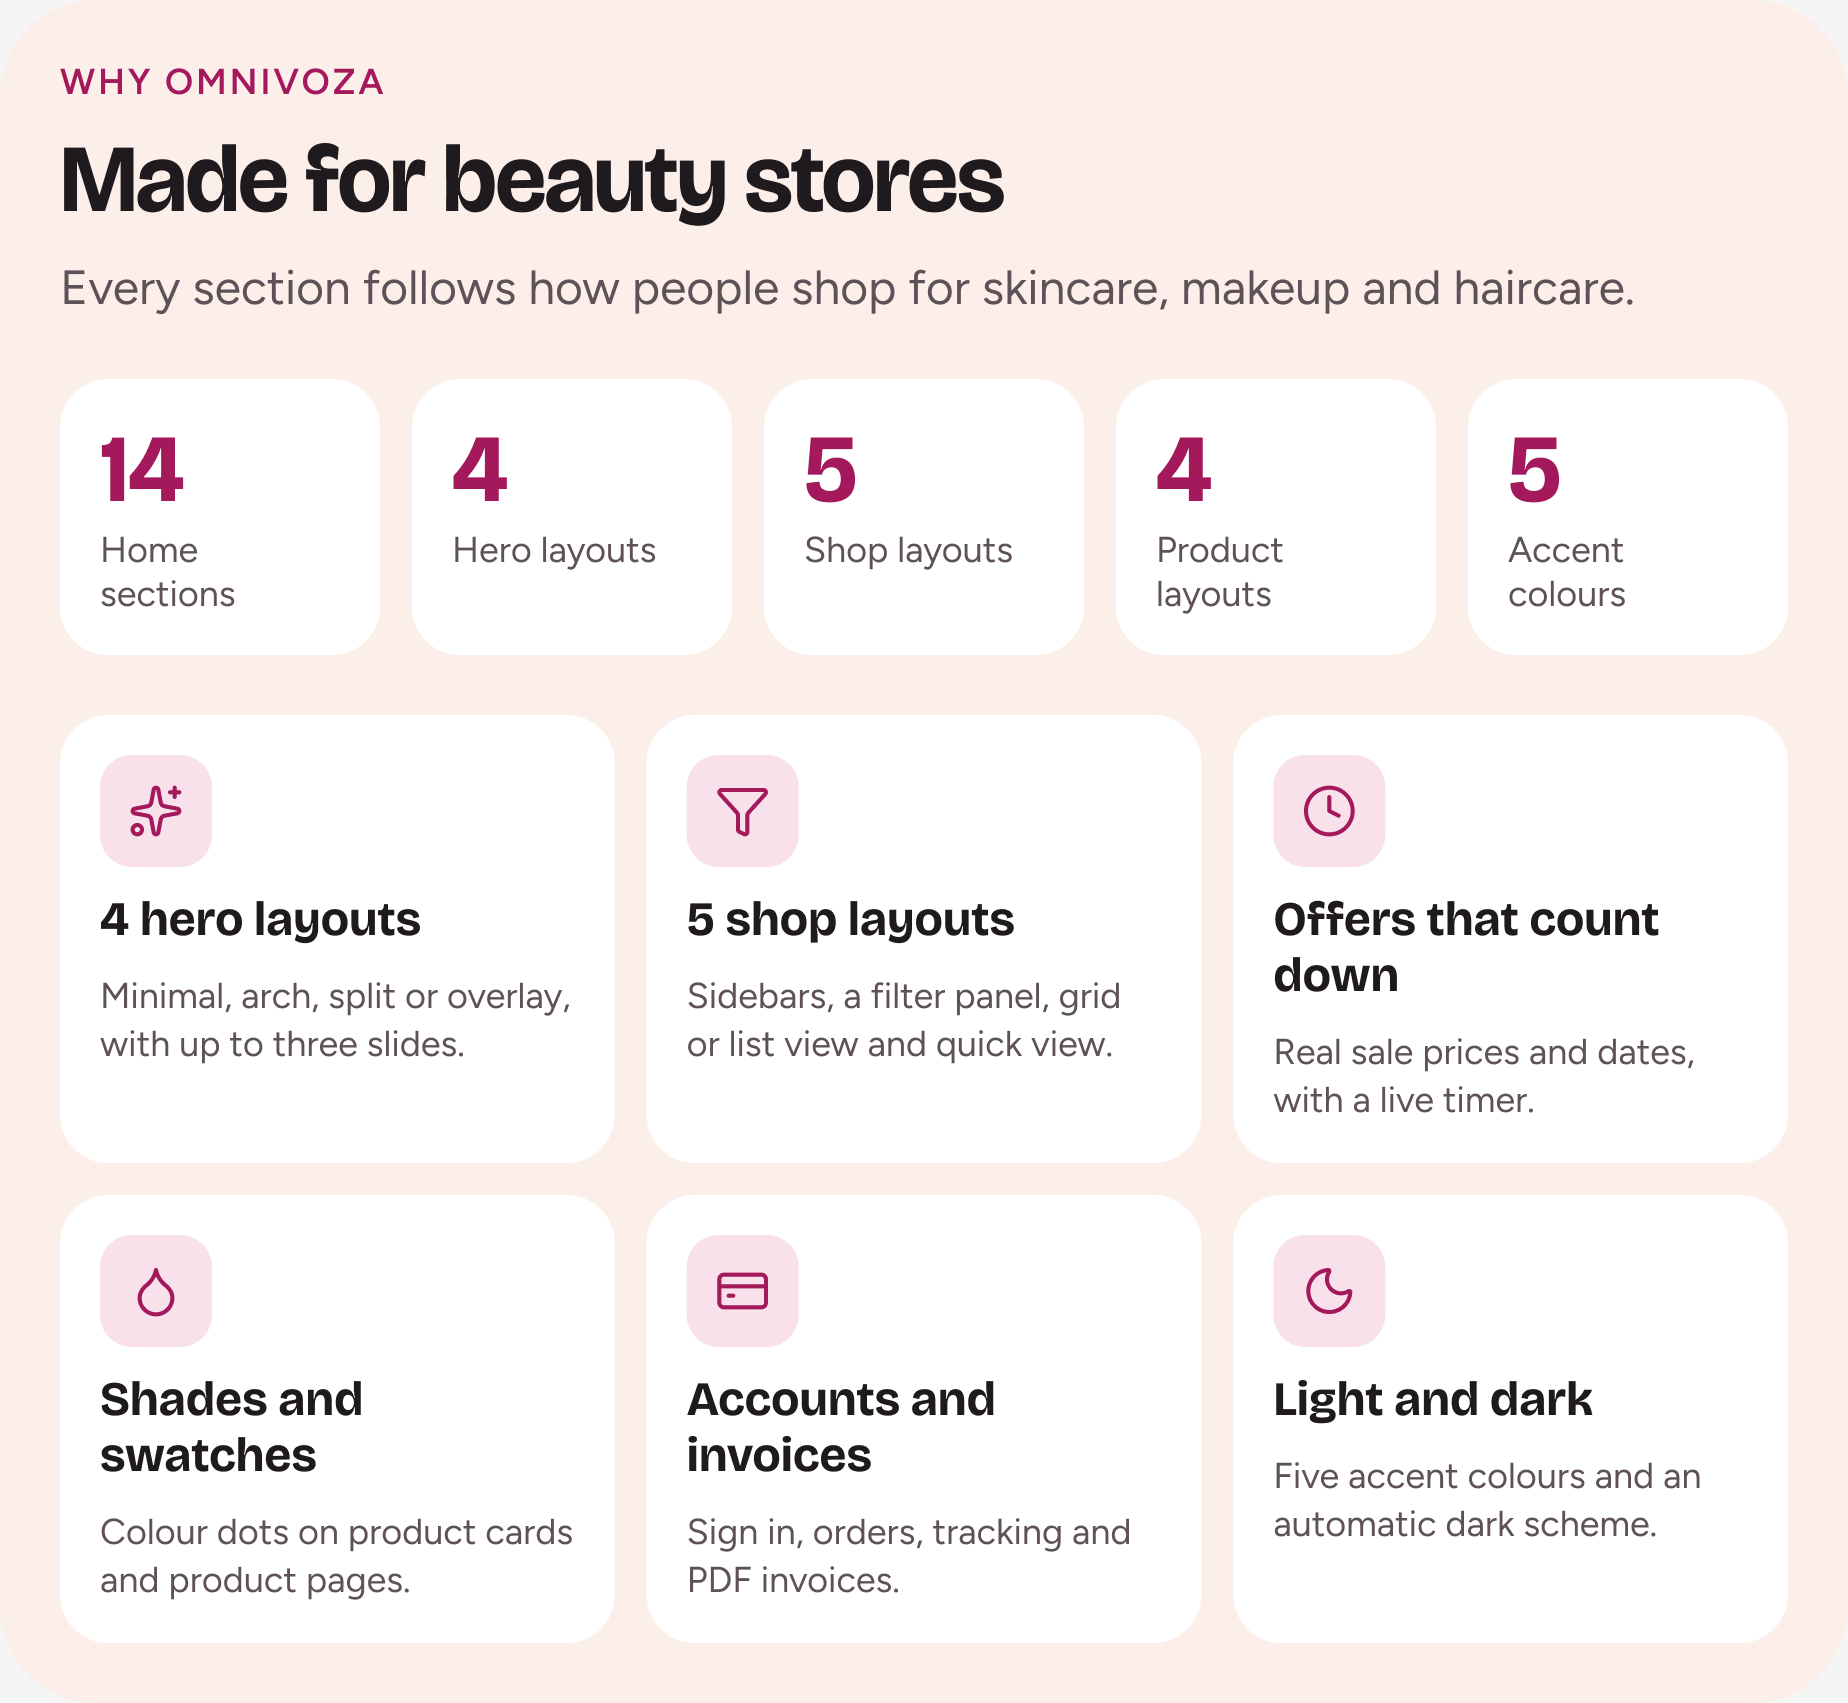 WHY OMNIVOZA
Made for beauty stores
Every section follows how people shop for skincare, makeup and haircare.
14
Home
sections
4
Hero layouts
5
Shop layouts
4
Product
layouts
5
Accent
colours
4 hero layouts
Minimal, arch, split or overlay,
with up to three slides.
5 shop layouts
Sidebars, a filter panel, grid
or list view and quick view.
Offers that count
down
Real sale prices and dates,
with a live timer.
Shades and
swatches
Colour dots on product cards
and product pages.
Accounts and
invoices
Sign in, orders, tracking and
PDF invoices.
Light and dark
Five accent colours and an
automatic dark scheme.